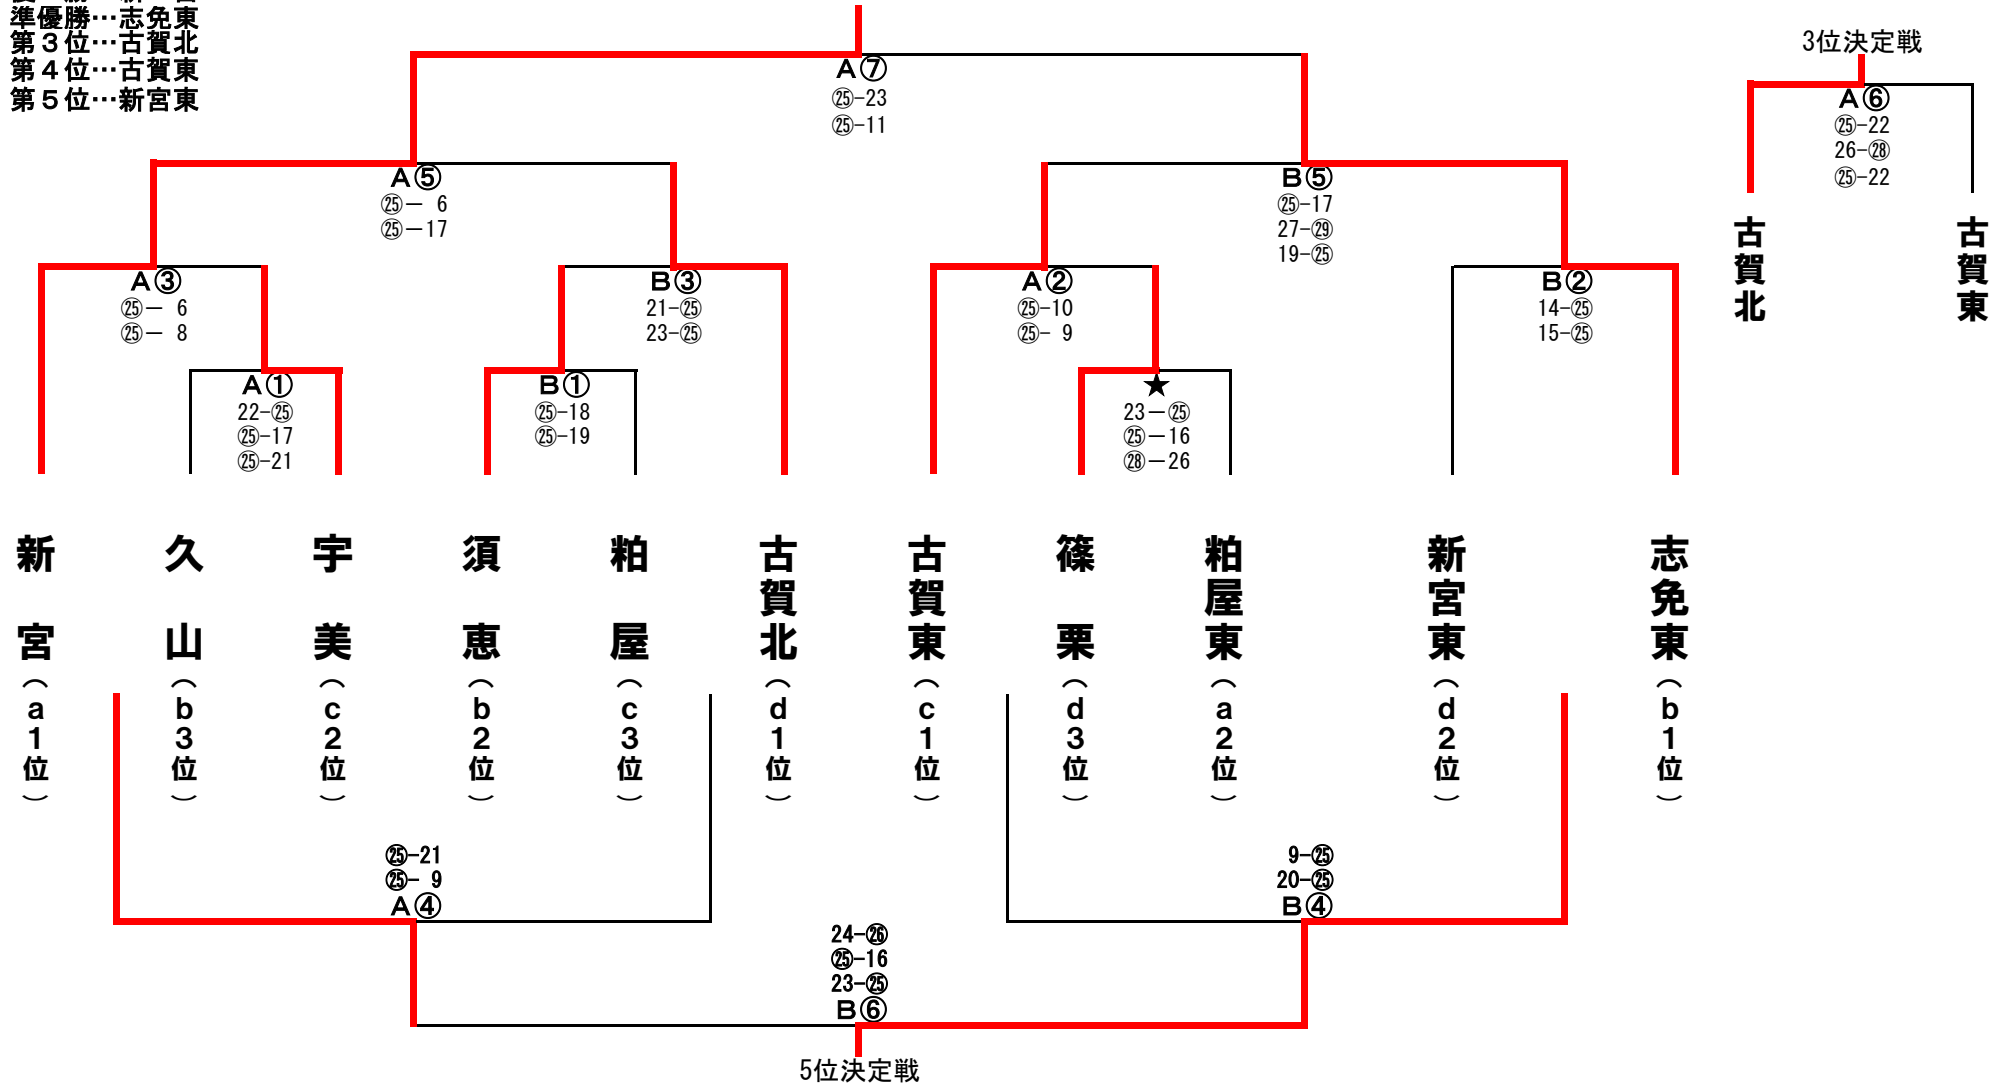 準優勝…志免東
第３位…古賀北
第４位…古賀東
第５位…新宮東
3位決定戦
A⑦
㉕-23
㉕-11
A⑥
㉕-22
26-㉘
㉕-22
古賀北
古賀東
A⑤
㉕－ 6
㉕－17
B⑤
㉕-17
27-㉙
19-㉕
A③
㉕－ 6
㉕－ 8
B③
21-㉕
23-㉕
A②
㉕-10
㉕- 9
B②
14-㉕
15-㉕
A①
22-㉕
㉕-17
㉕-21
B①
㉕-18
㉕-19
★
23－㉕
㉕－16
㉘－26
新宮（a1位）
久山（b3位）
宇美（c2位）
須恵（b2位）
粕屋（c3位）
古賀北（d1位）
古賀東（c1位）
篠栗（d3位）
粕屋東（a2位）
新宮東（d2位）
志免東（b1位）
㉕-21
㉕- 9
A④
9-㉕
20-㉕
B④
24-㉖
㉕-16
23-㉕
B⑥
5位決定戦